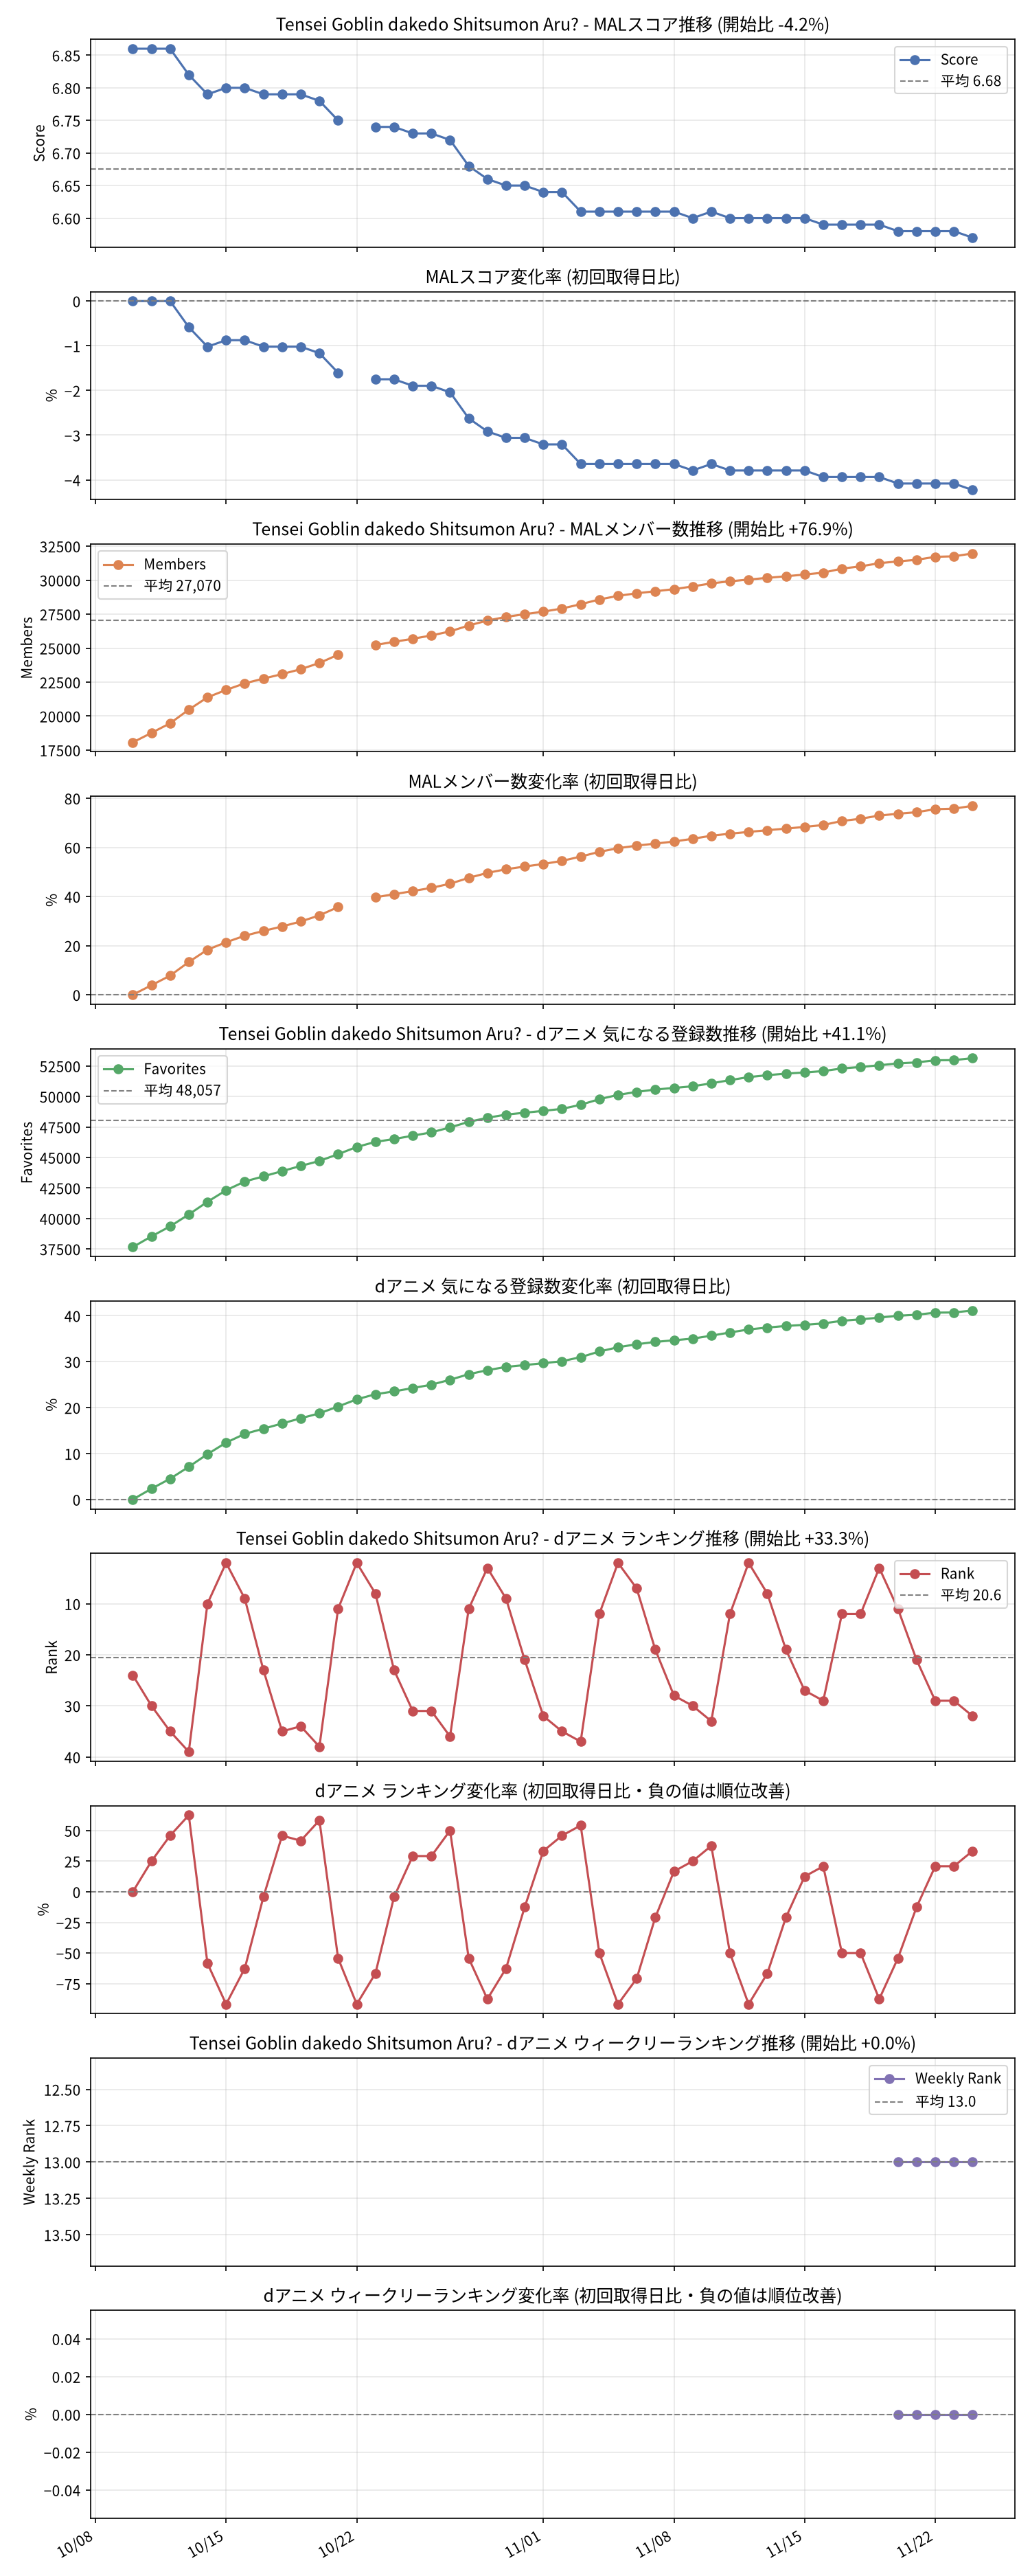 Tensei Goblin dakedo Shitsumon Aru? - MALスコア推移 (開始比 -4.2%)
Score
6.85
6.80
6.75
6.70
6.65
6.60
Score
平均 6.68
MALスコア変化率 (初回取得日比)
%
0
−1
−2
−3
−4
Tensei Goblin dakedo Shitsumon Aru? - MALメンバー数推移 (開始比 +76.9%)
Members
32500
30000
27500
25000
22500
20000
17500
Members
平均 27,070
MALメンバー数変化率 (初回取得日比)
%
80
60
40
20
0
Tensei Goblin dakedo Shitsumon Aru? - dアニメ 気になる登録数推移 (開始比 +41.1%)
Favorites
52500
50000
47500
45000
42500
40000
37500
Favorites
平均 48,057
dアニメ 気になる登録数変化率 (初回取得日比)
%
40
30
20
10
0
Tensei Goblin dakedo Shitsumon Aru? - dアニメ ランキング推移 (開始比 +33.3%)
Rank
10
20
30
40
Rank
平均 20.6
dアニメ ランキング変化率 (初回取得日比・負の値は順位改善)
%
50
25
0
−25
−50
−75
Tensei Goblin dakedo Shitsumon Aru? - dアニメ ウィークリーランキング推移 (開始比 +0.0%)
Weekly Rank
12.50
12.75
13.00
13.25
13.50
Weekly Rank
平均 13.0
dアニメ ウィークリーランキング変化率 (初回取得日比・負の値は順位改善)
%
0.04
0.02
0.00
−0.02
−0.04
10/08
10/15
10/22
11/01
11/08
11/15
11/22